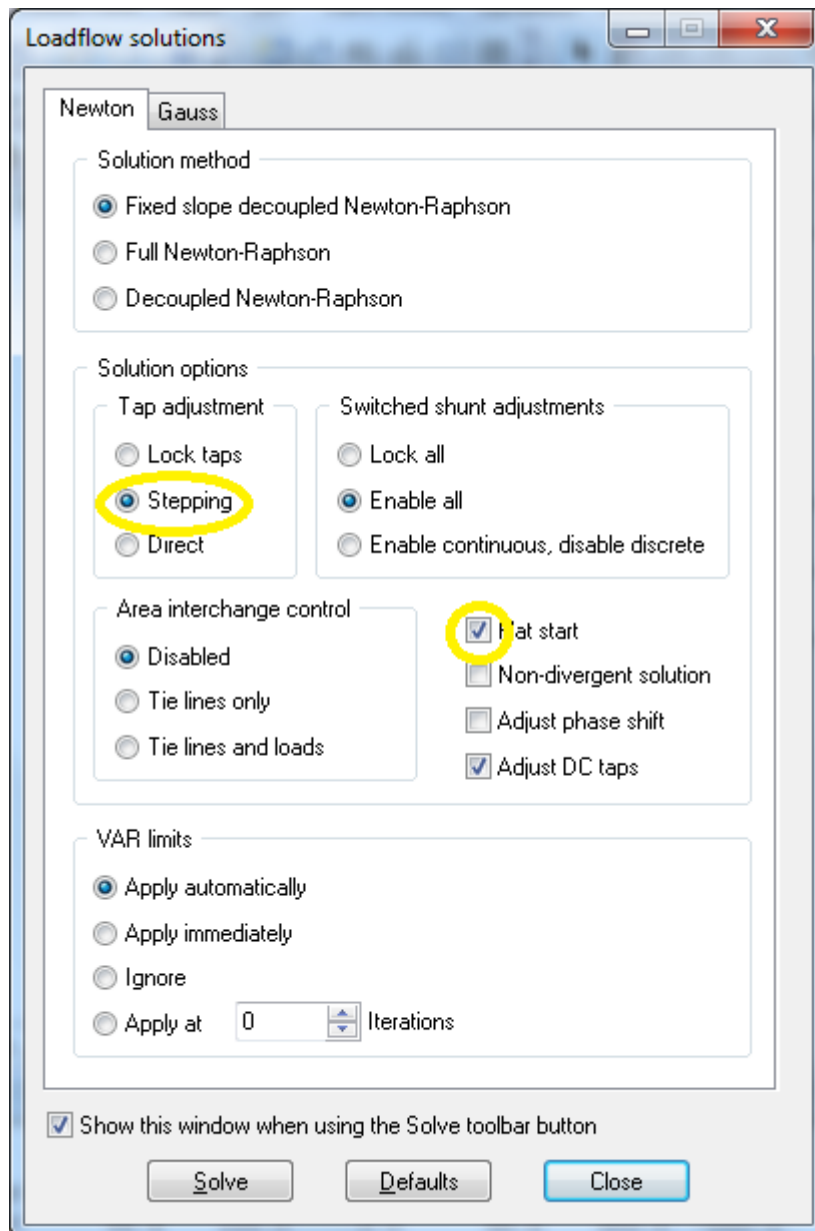 Loadflow solutions
Newton
Gauss
Solution method
Fixed slope decoupled Newton-Raphson
Full Newton-Raphson
Decoupled Newton-Raphson
Solution options
Tap adjustment
Switched shunt adjustments
Lock taps
Lock all
Stepping
Enable all
Direct
Enable continuous, disable discrete
Area interchange control
Flat start
Disabled
Non-divergent solution
Tie lines only
Adjust phase shift
Tie lines and loads
Adjust DC taps
VAR limits
Apply automatically
Apply immediately
Ignore
Apply at 0 Iterations
Show this window when using the Solve toolbar button
Solve
Defaults
Close